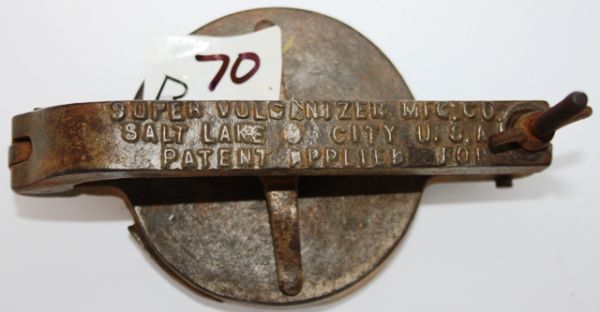 70
SUPER VULCANIZER MFG. CO.
SALT LAKE CITY U.S.A.
PATENT APPLIED FOR